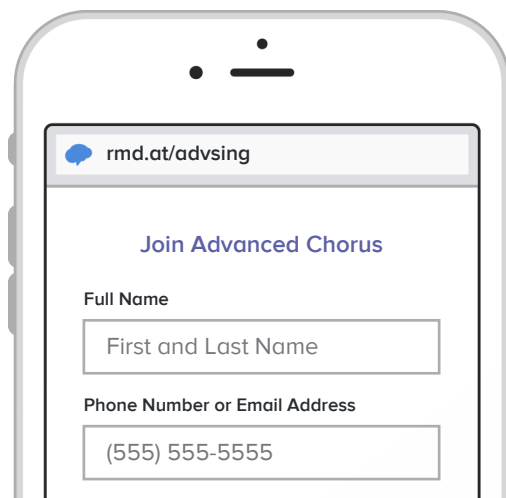 rmd.at/advsing
Join Advanced Chorus
Full Name
First and Last Name
Phone Number or Email Address
(555) 555-5555